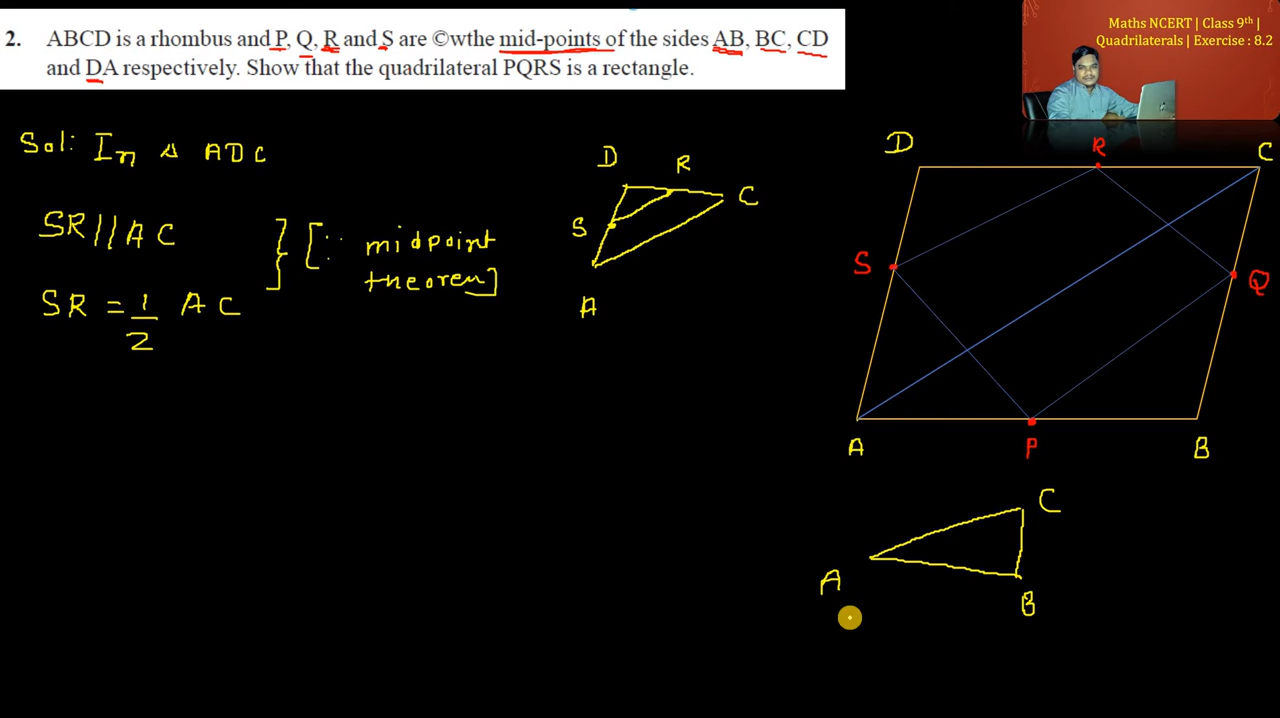 2. ABCD is a rhombus and P, Q, R and S are ©wthe mid-points of the sides AB, BC, CD
and DA respectively. Show that the quadrilateral PQRS is a rectangle.
Maths NCERT | Class 9th |
Quadrilaterals | Exercise : 8.2
Sol: In Δ ADC
SR//AC
SR = 1/2 AC
} [∵ midpoint
theorem]
D
R
C
S
A
D
R
C
S
Q
A
P
B
C
A
B